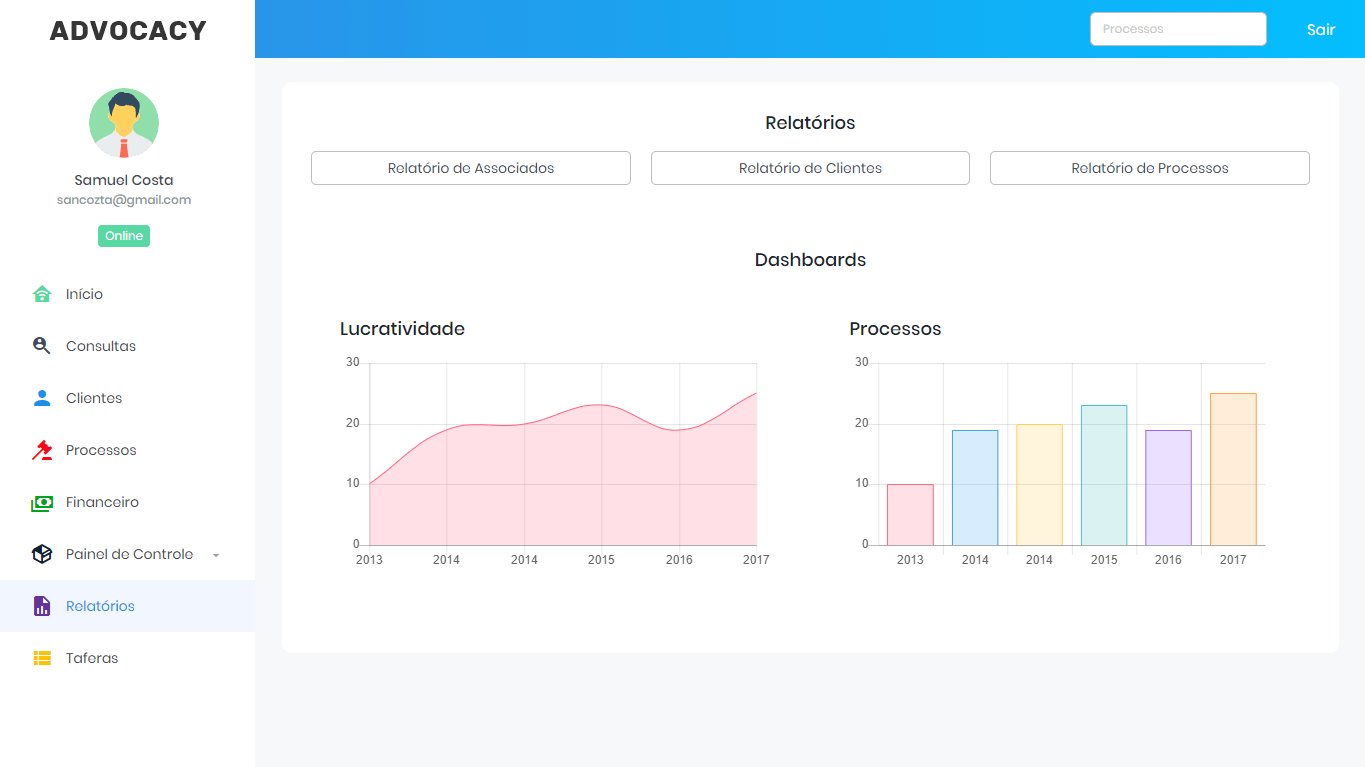 ADVOCACY
Processos
Sair
Samuel Costa
sancozta@gmail.com
Online
Início
Consultas
Clientes
Processos
Financeiro
Painel de Controle
Relatórios
Taferas
Relatórios
Relatório de Associados
Relatório de Clientes
Relatório de Processos
Dashboards
Lucratividade
30
20
10
0
2013 2014 2014 2015 2016 2017
Processos
30
20
10
0
2013 2014 2014 2015 2016 2017